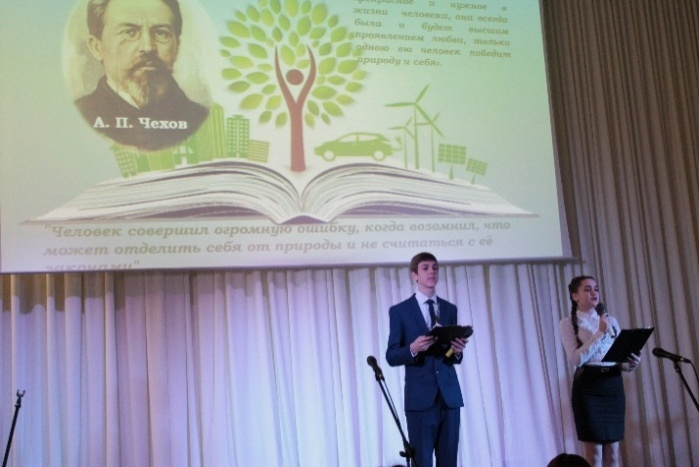 прекрасное и нужное в
жизни человека, она всегда
была и будет высшим
проявлением любви, только
одною ею человек победит
природу и себя».
А. П. Чехов
"Человек совершил огромную ошибку, когда возомнил, что
может отделить себя от природы и не считаться с её
законами"